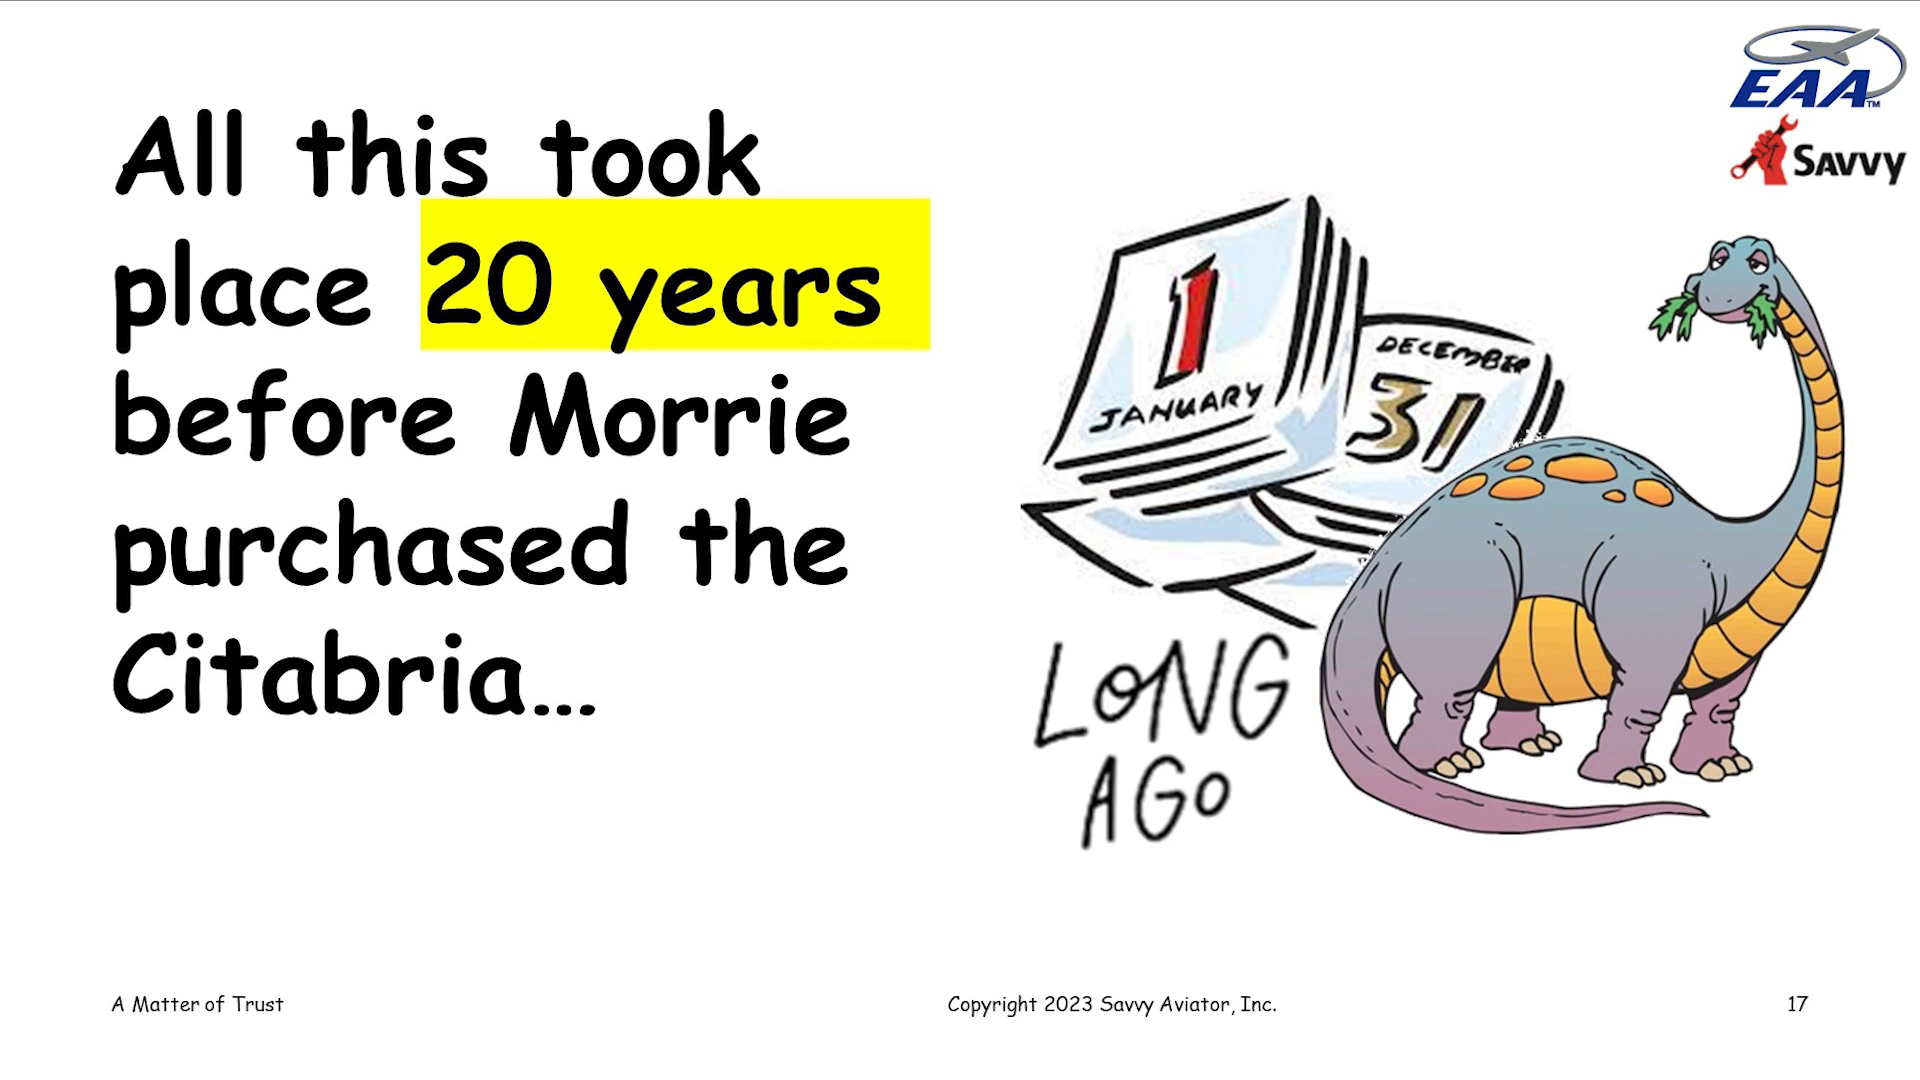 EAA™
SAVVY
All this took
place 20 years
before Morrie
purchased the
Citabria...
1
JANUARY
DECEMBER
31
LONG
AGO
A Matter of Trust
Copyright 2023 Savvy Aviator, Inc.
17